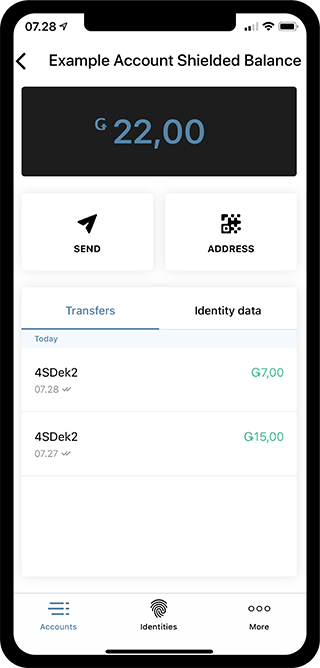 07.28
Example Account Shielded Balance
Ǥ 22,00
SEND
ADDRESS
Transfers
Identity data
Today
4SDek2
Ǥ7,00
07.28
4SDek2
Ǥ15,00
07.27
Accounts
Identities
More